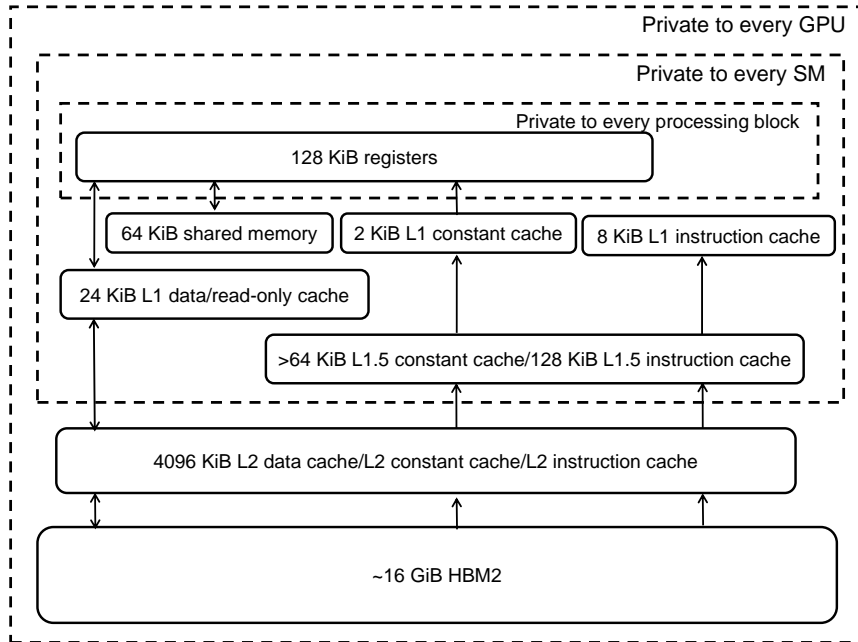 Private to every GPU
Private to every SM
Private to every processing block
128 KiB registers
64 KiB shared memory
2 KiB L1 constant cache
8 KiB L1 instruction cache
24 KiB L1 data/read-only cache
>64 KiB L1.5 constant cache/128 KiB L1.5 instruction cache
4096 KiB L2 data cache/L2 constant cache/L2 instruction cache
~16 GiB HBM2